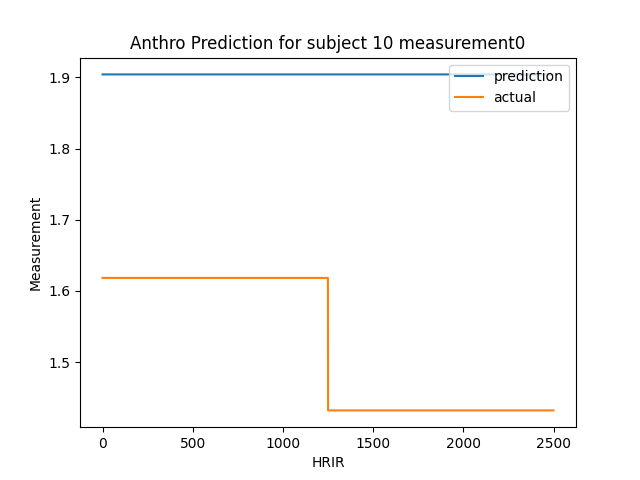 Anthro Prediction for subject 10 measurement0
prediction
actual
1.9
1.8
1.7
1.6
1.5
Measurement
0 500 1000 1500 2000 2500
HRIR